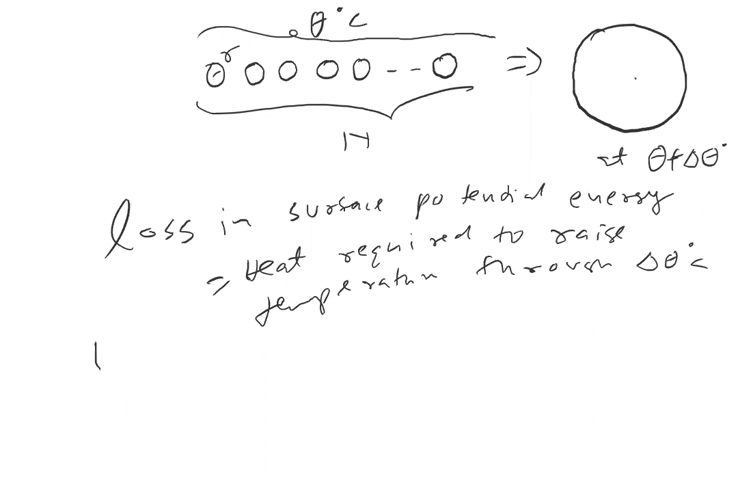 θ°C
r
N
at θ+Δθ°
loss in surface potential energy
= Heat required to raise
temperature through Δθ°C